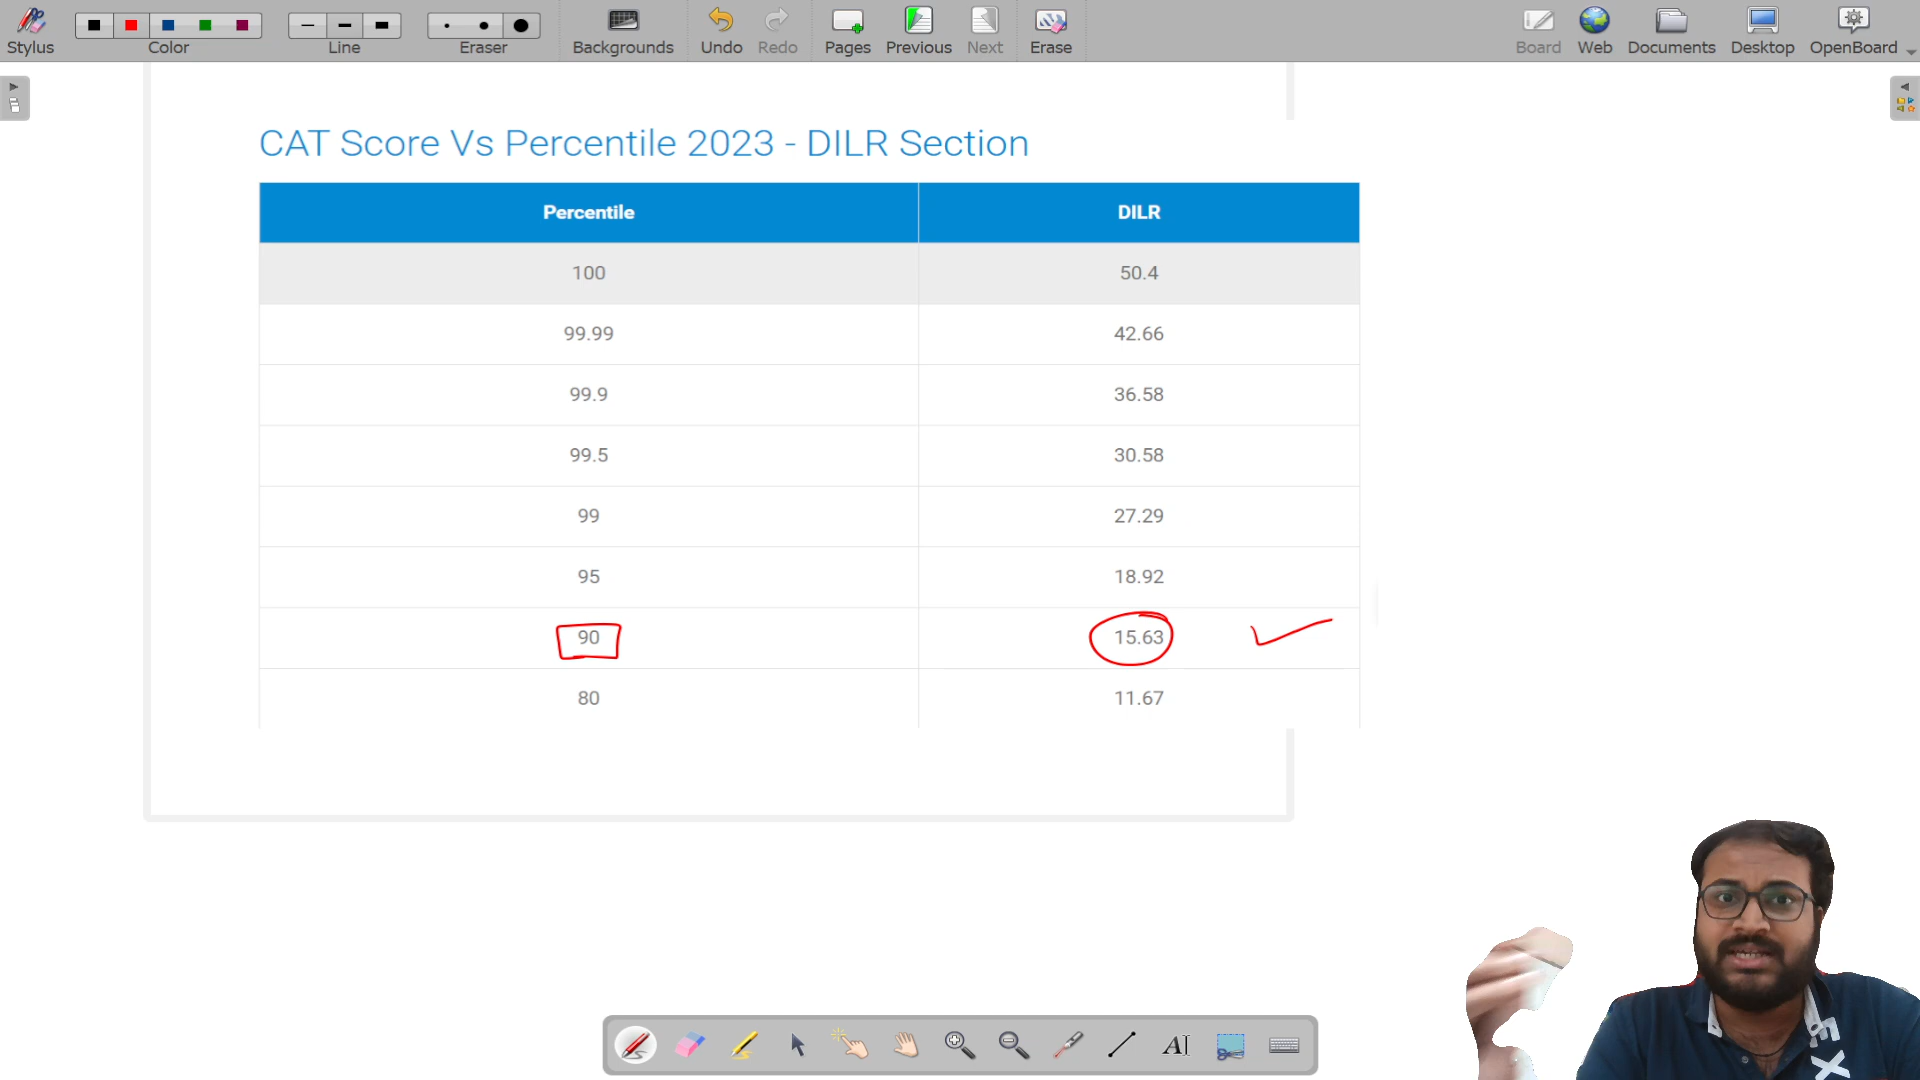 Stylus Color Line Eraser Backgrounds Undo Redo Pages Previous Next Erase Board Web Documents Desktop OpenBoard
CAT Score Vs Percentile 2023 - DILR Section
Percentile DILR
100 50.4
99.99 42.66
99.9 36.58
99.5 30.58
99 27.29
95 18.92
90 15.63
80 11.67
AI
EX